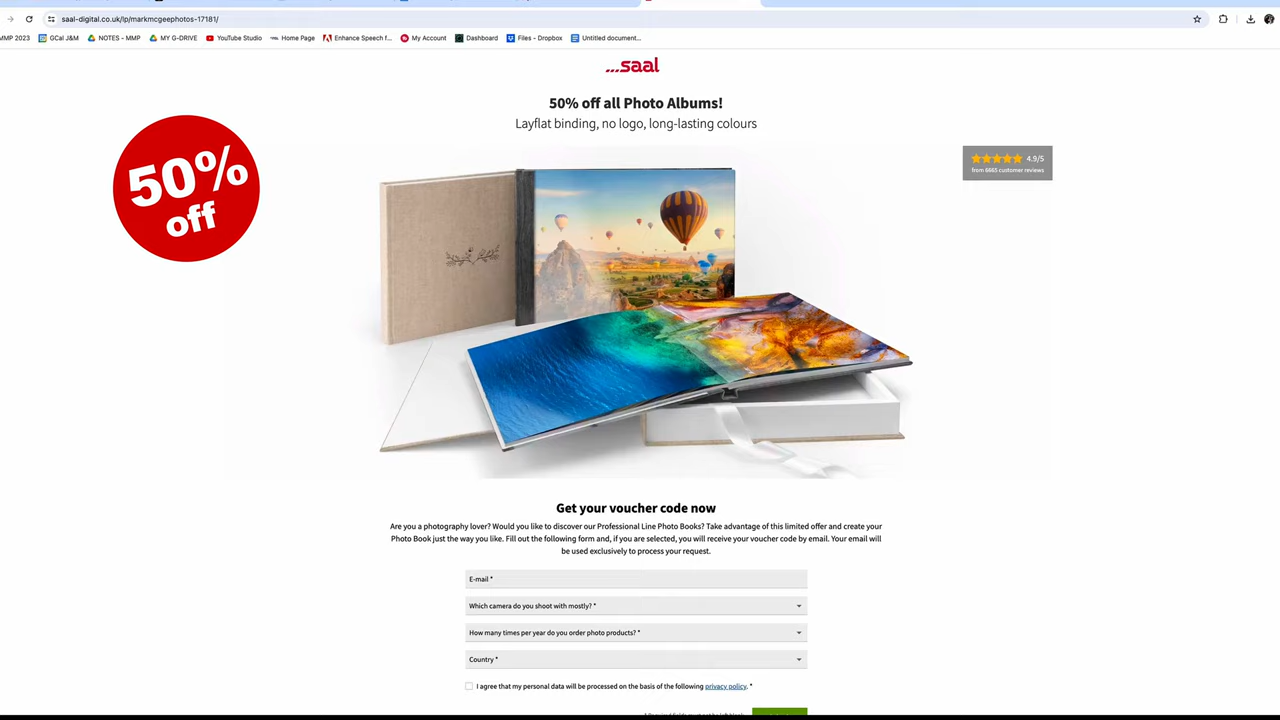 saal-digital.co.uk/lp/markmcgeephotos-17181/
MMP 2023 GCal J&M NOTES - MMP MY G-DRIVE YouTube Studio Home Page Enhance Speech f... My Account Dashboard Files - Dropbox Untitled document...
...saal
50% off all Photo Albums!
Layflat binding, no logo, long-lasting colours
50%
off
4.9/5
from 6665 customer reviews
Get your voucher code now
Are you a photography lover? Would you like to discover our Professional Line Photo Books? Take advantage of this limited offer and create your
Photo Book just the way you like. Fill out the following form and, if you are selected, you will receive your voucher code by email. Your email will
be used exclusively to process your request.
E-mail *
Which camera do you shoot with mostly? *
How many times per year do you order photo products? *
Country *
I agree that my personal data will be processed on the basis of the following privacy policy. *